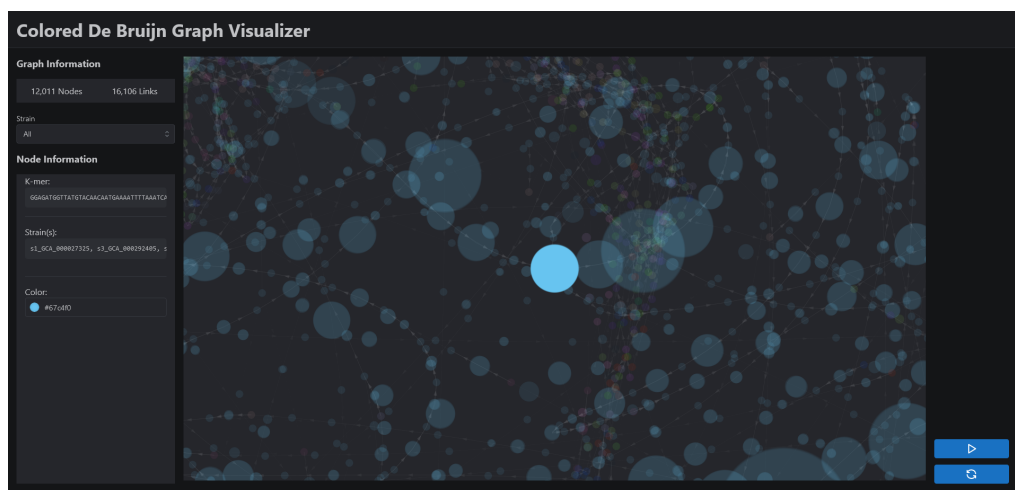 Colored De Bruijn Graph Visualizer
Graph Information
12,011 Nodes 16,106 Links
Strain
All
Node Information
K-mer:
GGAGATGGTTATGTACAACAATGAAAATTTTAAATCA
Strain(s):
s1_GCA_000027325, s3_GCA_000292405, s
Color:
#67c4f0